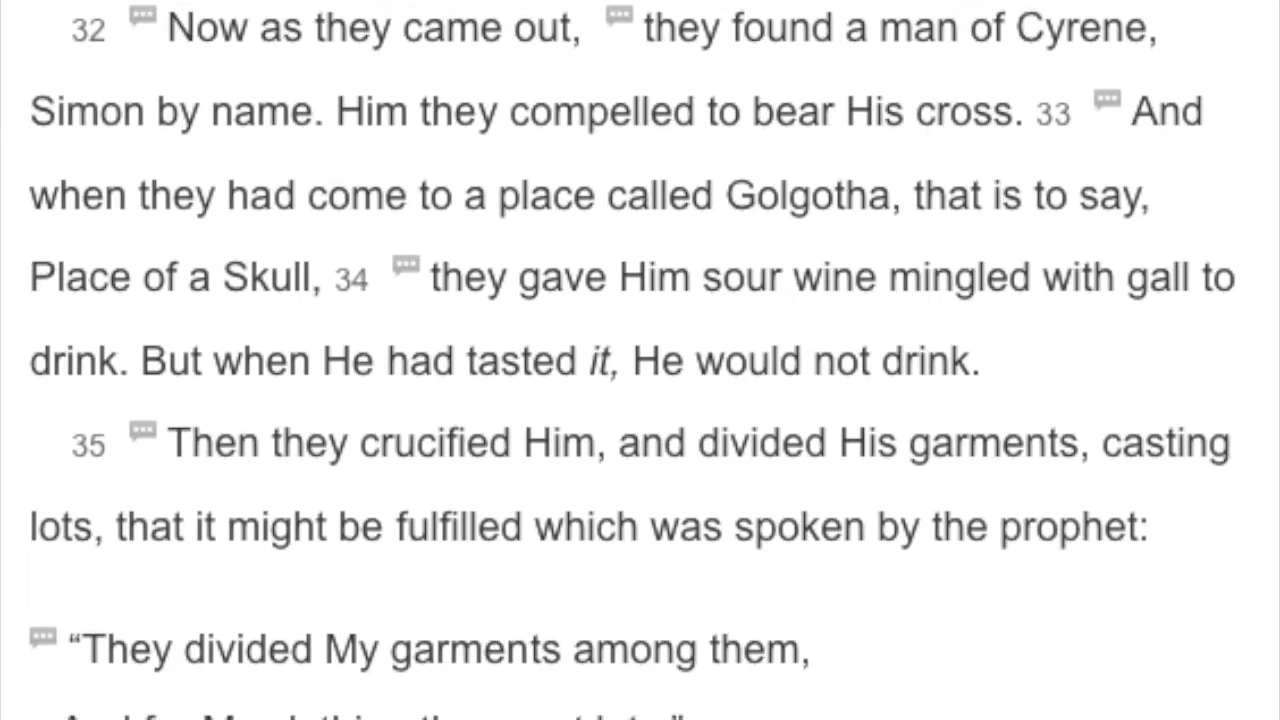 32 Now as they came out, they found a man of Cyrene,
Simon by name. Him they compelled to bear His cross. 33 And
when they had come to a place called Golgotha, that is to say,
Place of a Skull, 34 they gave Him sour wine mingled with gall to
drink. But when He had tasted it, He would not drink.
35 Then they crucified Him, and divided His garments, casting
lots, that it might be fulfilled which was spoken by the prophet:
“They divided My garments among them,